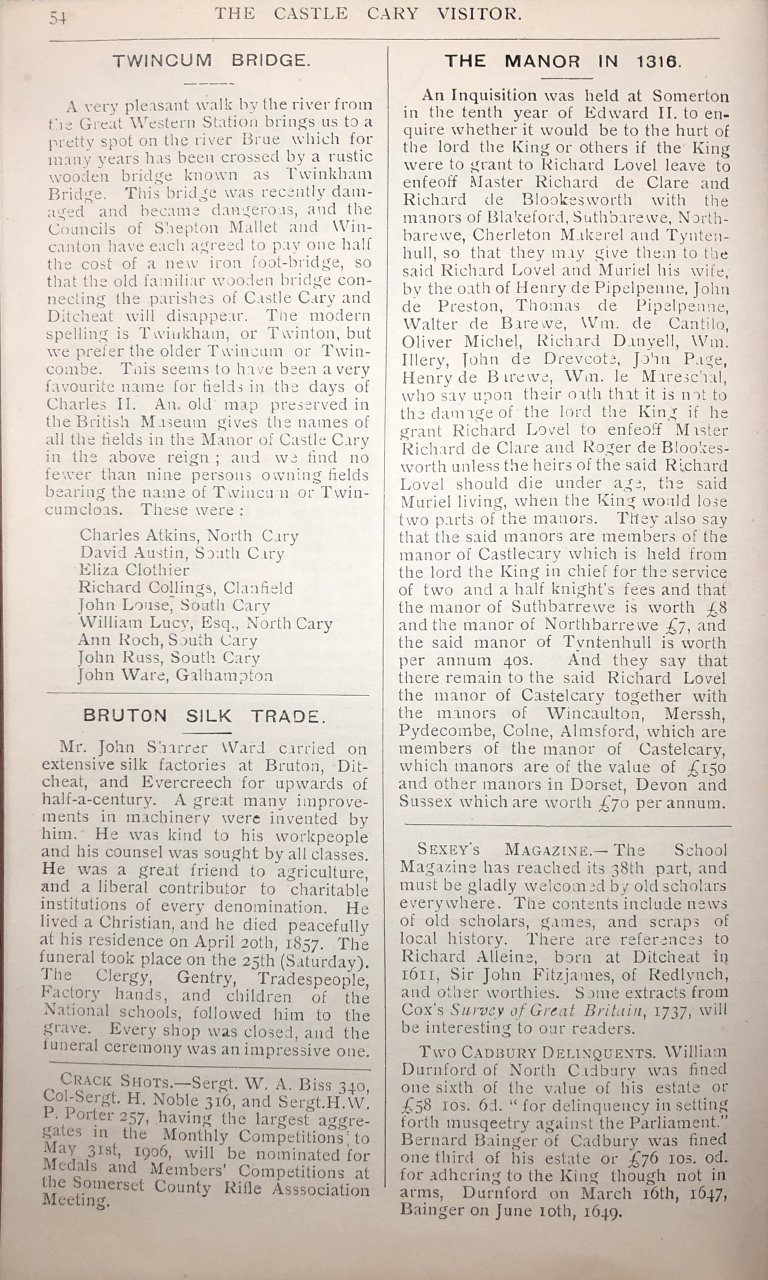 54
THE CASTLE CARY VISITOR.
TWINCUM BRIDGE.
A very pleasant walk by the river from
the Great Western Station brings us to a
pretty spot on the river Brue which for
many years has been crossed by a rustic
wooden bridge known as Twinkham
Bridge. This bridge was recently dam-
aged and became dangerous, and the
Councils of Shepton Mallet and Win-
canton have each agreed to pay one half
the cost of a new iron foot-bridge, so
that the old familiar wooden bridge con-
necting the parishes of Castle Cary and
Ditcheat will disappear. The modern
spelling is Twinkham, or Twinton, but
we prefer the older Twincum or Twin-
combe. This seems to have been a very
favourite name for fields in the days of
Charles II. An old map preserved in
the British Museum gives the names of
all the fields in the Manor of Castle Cary
in the above reign ; and we find no
fewer than nine persons owning fields
bearing the name of Twincum or Twin-
cumcloas. These were :
Charles Atkins, North Cary
David Austin, South Cary
Eliza Clothier
Richard Collings, Clanfield
John Louse, South Cary
William Lucy, Esq., North Cary
Ann Roch, South Cary
John Russ, South Cary
John Ware, Galhampton
BRUTON SILK TRADE.
Mr. John Sharrer Ward carried on
extensive silk factories at Bruton, Dit-
cheat, and Evercreech for upwards of
half-a-century. A great many improve-
ments in machinery were invented by
him. He was kind to his workpeople
and his counsel was sought by all classes.
He was a great friend to agriculture,
and a liberal contributor to charitable
institutions of every denomination. He
lived a Christian, and he died peacefully
at his residence on April 20th, 1857. The
funeral took place on the 25th (Saturday).
The Clergy, Gentry, Tradespeople,
Factory hands, and children of the
National schools, followed him to the
grave. Every shop was closed, and the
funeral ceremony was an impressive one.
CRACK SHOTS.—Sergt. W. A. Biss 340,
Col-Sergt. H. Noble 316, and Sergt.H.W.
P. Porter 257, having the largest aggre-
gates in the Monthly Competitions to
May 31st, 1906, will be nominated for
Medals and Members' Competitions at
the Somerset County Rifle Asssociation
Meeting.
THE MANOR IN 1316.
An Inquisition was held at Somerton
in the tenth year of Edward II. to en-
quire whether it would be to the hurt of
the lord the King or others if the King
were to grant to Richard Lovel leave to
enfeoff Master Richard de Clare and
Richard de Blookesworth with the
manors of Blakeford, Suthbarewe, North-
barewe, Cherleton Makerel and Tynten-
hull, so that they may give them to the
said Richard Lovel and Muriel his wife,
by the oath of Henry de Pipelpenne, John
de Preston, Thomas de Pipelpenne,
Walter de Barewe, Wm. de Cantilo,
Oliver Michel, Richard Danyell, Wm.
Illery, John de Drevcote, John Page,
Henry de Barewe, Wm. le Mareschal,
who say upon their oath that it is not to
the damage of the lord the King if he
grant Richard Lovel to enfeoff Master
Richard de Clare and Roger de Blookes-
worth unless the heirs of the said Richard
Lovel should die under age, the said
Muriel living, when the King would lose
two parts of the manors. They also say
that the said manors are members of the
manor of Castlecary which is held from
the lord the King in chief for the service
of two and a half knight's fees and that
the manor of Suthbarrewe is worth £8
and the manor of Northbarrewe £7, and
the said manor of Tyntenhull is worth
per annum 40s. And they say that
there remain to the said Richard Lovel
the manor of Castelcary together with
the manors of Wincaulton, Merssh,
Pydecombe, Colne, Almsford, which are
members of the manor of Castelcary,
which manors are of the value of £150
and other manors in Dorset, Devon and
Sussex which are worth £70 per annum.
SEXEY'S MAGAZINE.—The School
Magazine has reached its 38th part, and
must be gladly welcomed by old scholars
everywhere. The contents include news
of old scholars, games, and scraps of
local history. There are references to
Richard Alleine, born at Ditcheat in
1611, Sir John Fitzjames, of Redlynch,
and other worthies. Some extracts from
Cox's Survey of Great Britain, 1737, will
be interesting to our readers.
TWO CADBURY DELINQUENTS. William
Durnford of North Cadbury was fined
one sixth of the value of his estate or
£58 10s. 6d. “ for delinquency in setting
forth musqeetry against the Parliament.”
Bernard Bainger of Cadbury was fined
one third of his estate or £76 10s. 0d.
for adhering to the King though not in
arms, Durnford on March 16th, 1647,
Bainger on June 10th, 1649.